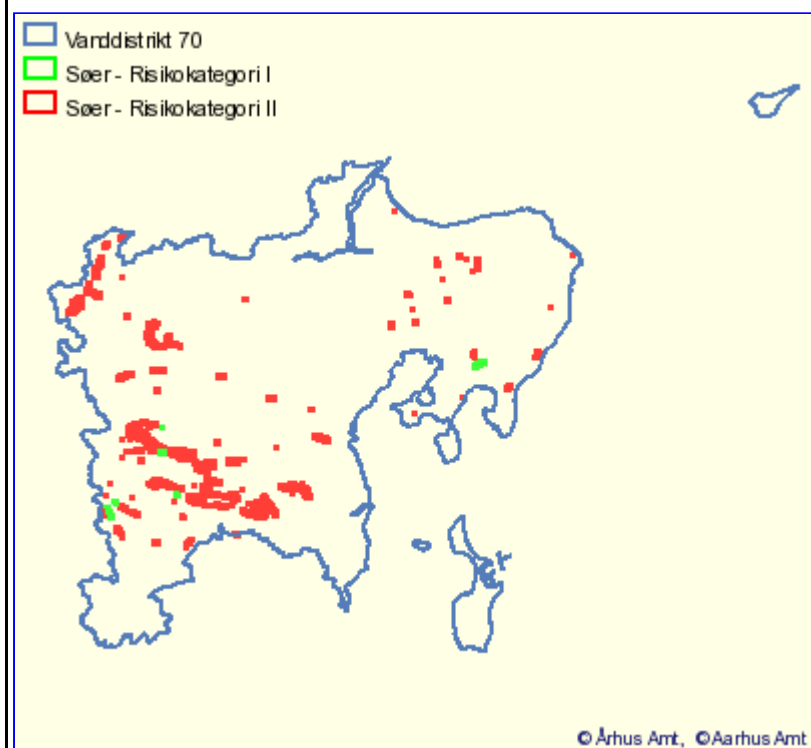 Vanddistrikt 70
Søer - Risikokategori I
Søer - Risikokategori II
© Århus Amt, © Aarhus Amt